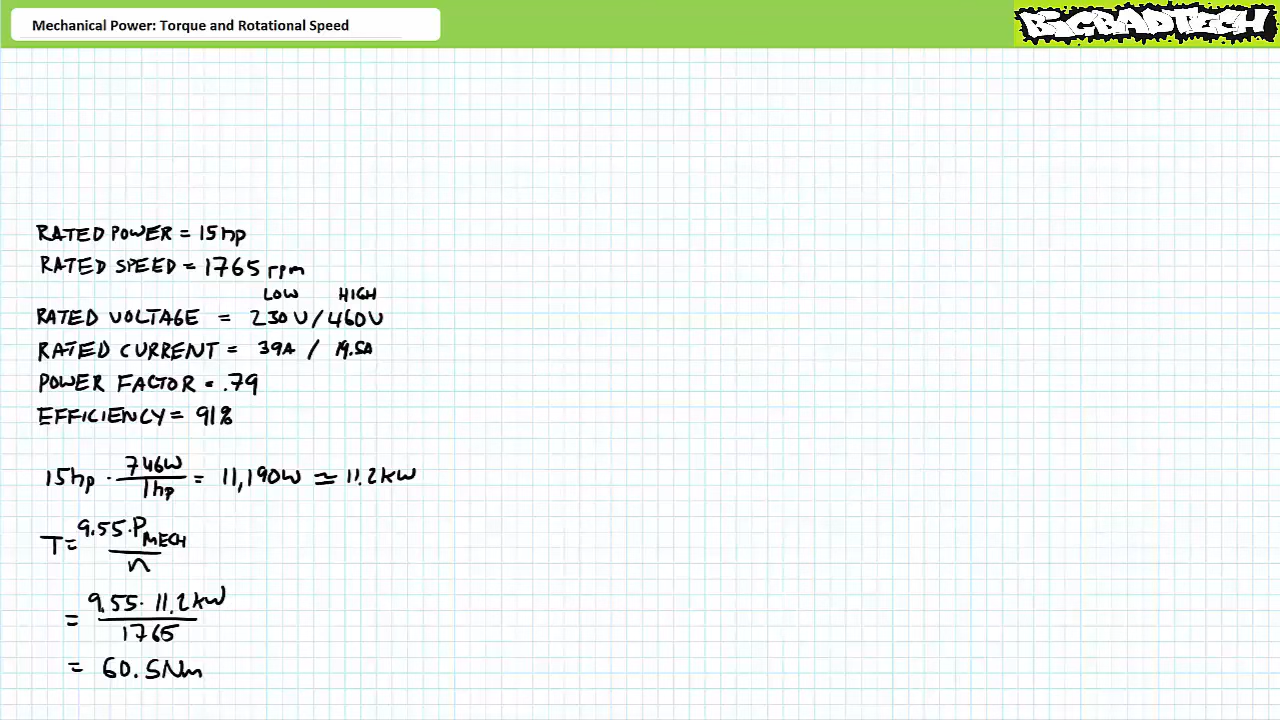 Mechanical Power: Torque and Rotational Speed
BIGBADTECH
RATED POWER = 15hp
RATED SPEED = 1765 rpm
LOW HIGH
RATED VOLTAGE = 230V/460V
RATED CURRENT = 39A / 19.5A
POWER FACTOR = .79
EFFICIENCY = 91%
15hp · 746W/1hp = 11,190W ≃ 11.2kW
T = 9.55·P_MECH/n
= 9.55· 11.2kW/1765
= 60.5Nm